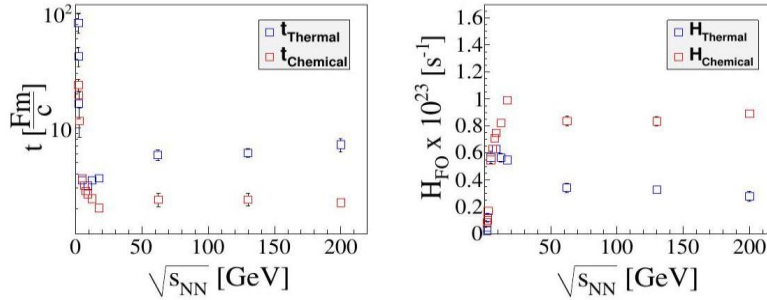 10²
10
t [Fm/c]
t_Thermal
t_Chemical
0 50 100 150 200
√s_NN [GeV]
1.6
1.4
1.2
1
0.8
0.6
0.4
0.2
0
H_FO x 10²³ [s⁻¹]
H_Thermal
H_Chemical
50 100 150 200
√s_NN [GeV]